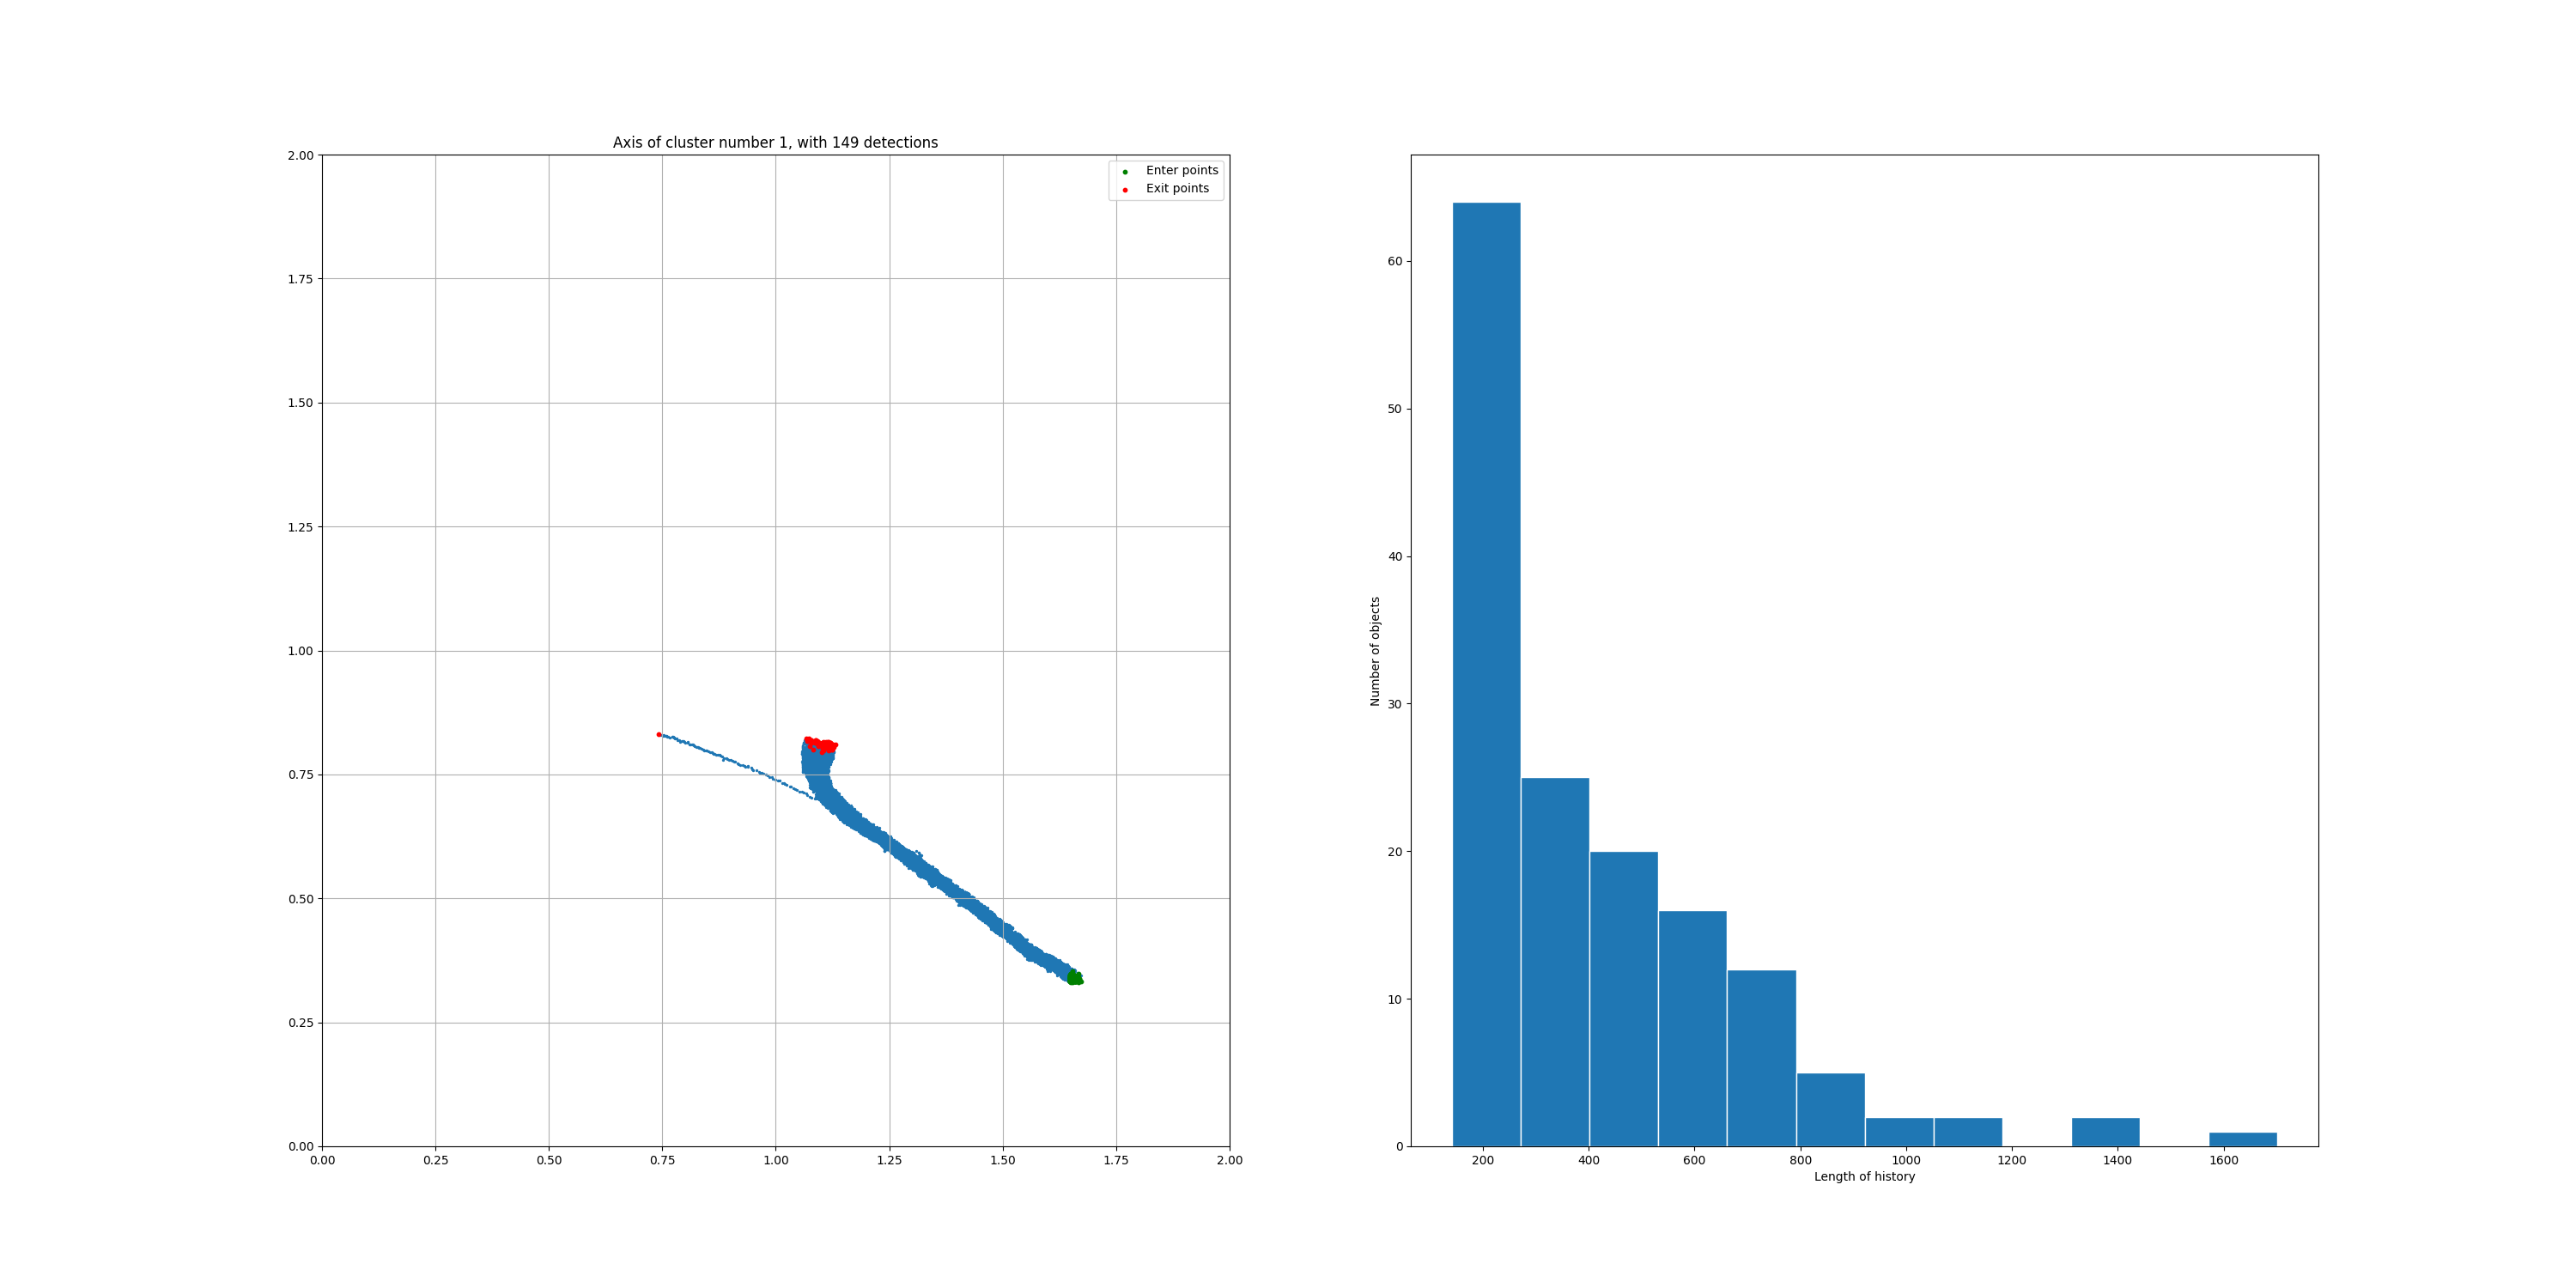 Axis of cluster number 1, with 149 detections
Enter points
Exit points
2.00
1.75
1.50
1.25
1.00
0.75
0.50
0.25
0.00
0.00 0.25 0.50 0.75 1.00 1.25 1.50 1.75 2.00
Number of objects
60
50
40
30
20
10
0
200 400 600 800 1000 1200 1400 1600
Length of history